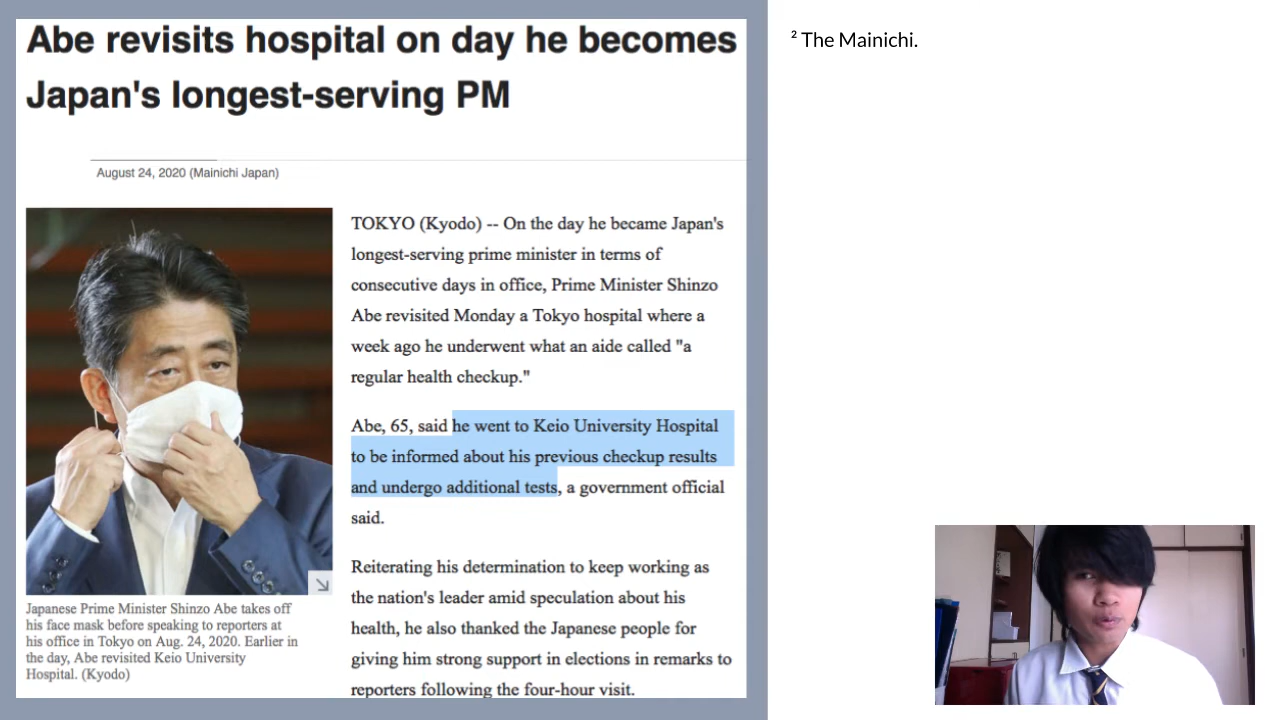 Abe revisits hospital on day he becomes
Japan's longest-serving PM
August 24, 2020 (Mainichi Japan)
TOKYO (Kyodo) -- On the day he became Japan's
longest-serving prime minister in terms of
consecutive days in office, Prime Minister Shinzo
Abe revisited Monday a Tokyo hospital where a
week ago he underwent what an aide called "a
regular health checkup."
Abe, 65, said he went to Keio University Hospital
to be informed about his previous checkup results
and undergo additional tests, a government official
said.
Reiterating his determination to keep working as
the nation's leader amid speculation about his
health, he also thanked the Japanese people for
giving him strong support in elections in remarks to
reporters following the four-hour visit.
Japanese Prime Minister Shinzo Abe takes off
his face mask before speaking to reporters at
his office in Tokyo on Aug. 24, 2020. Earlier in
the day, Abe revisited Keio University
Hospital. (Kyodo)
² The Mainichi.